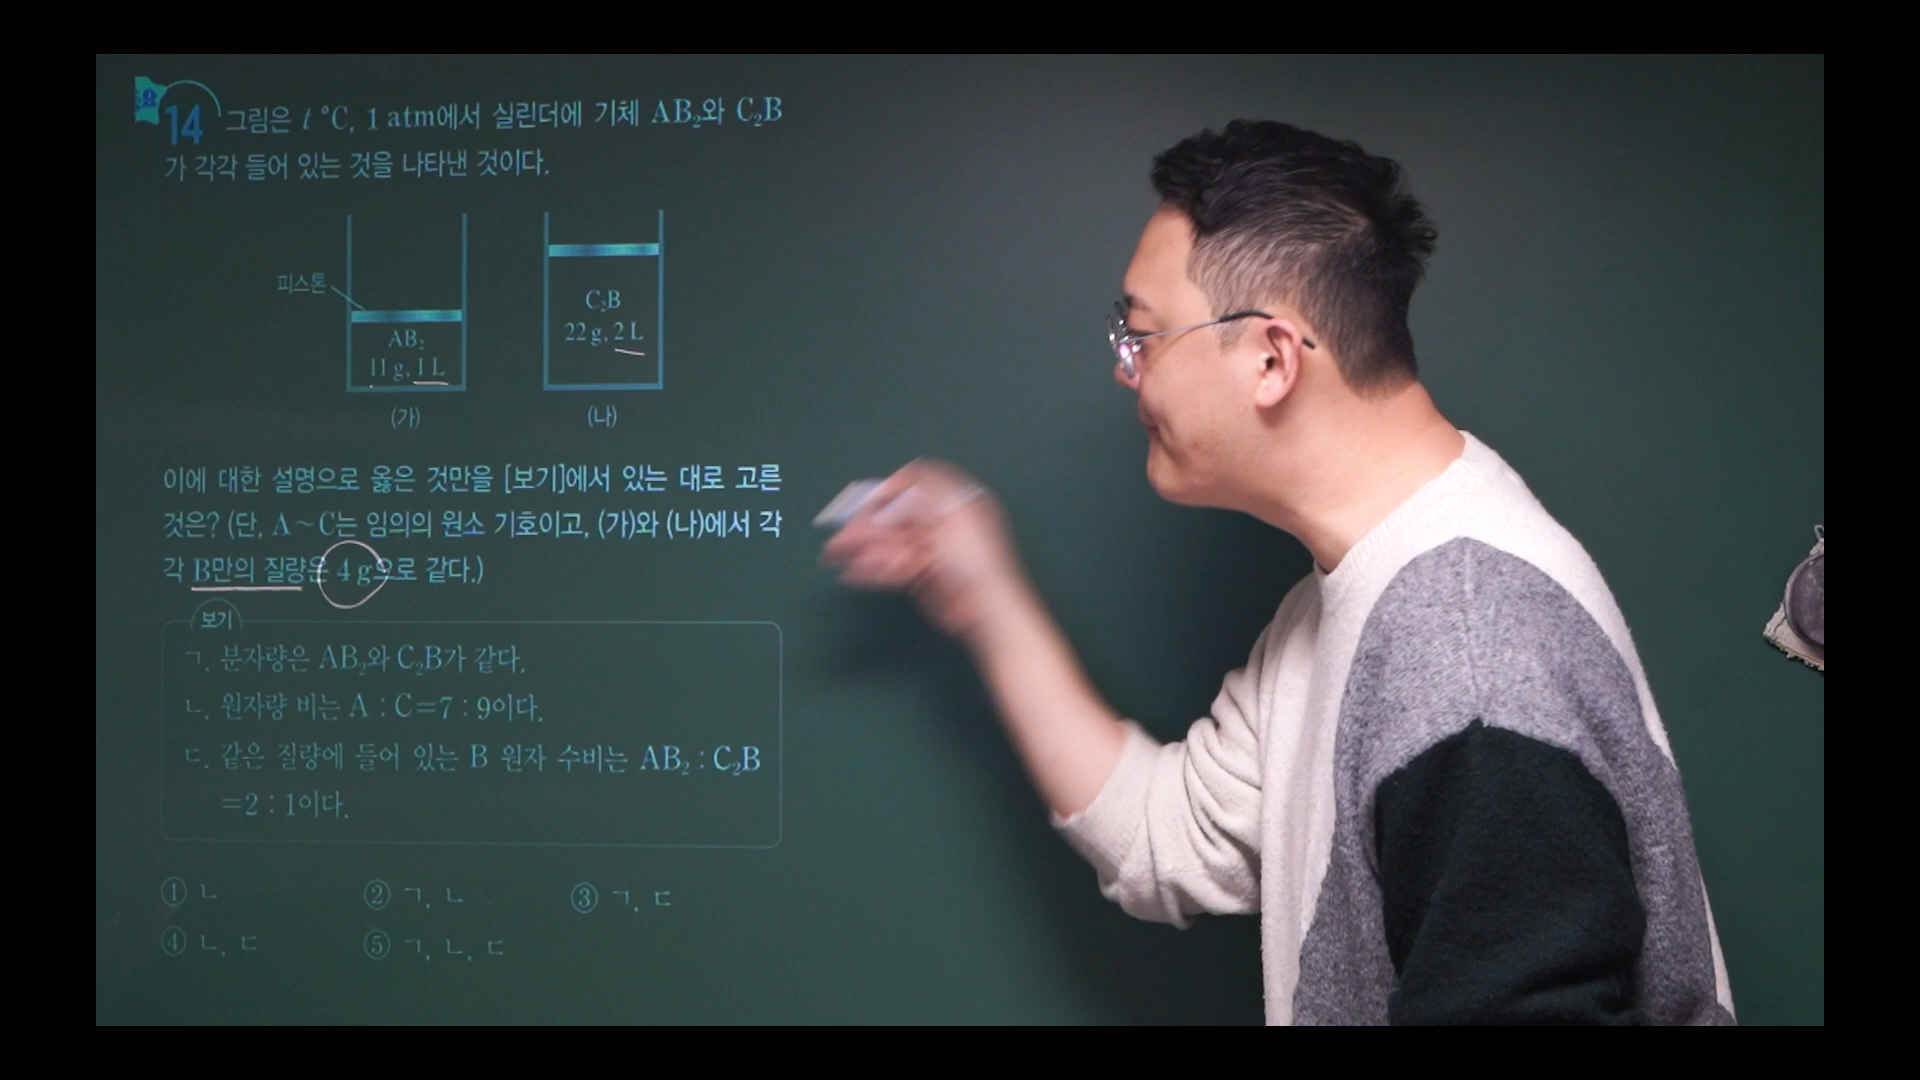 14 그림은 t °C, 1 atm에서 실린더에 기체 AB₂와 C₂B
가 각각 들어 있는 것을 나타낸 것이다.
피스톤
AB₂
11 g, 1 L
(가)
C₂B
22 g, 2 L
(나)
이에 대한 설명으로 옳은 것만을 [보기]에서 있는 대로 고른
것은? (단, A~C는 임의의 원소 기호이고, (가)와 (나)에서 각
각 B만의 질량은 4 g으로 같다.)
보기
ㄱ. 분자량은 AB₂와 C₂B가 같다.
ㄴ. 원자량 비는 A : C=7 : 9이다.
ㄷ. 같은 질량에 들어 있는 B 원자 수비는 AB₂ : C₂B
=2 : 1이다.
① ㄴ ② ㄱ, ㄴ ③ ㄱ, ㄷ
④ ㄴ, ㄷ ⑤ ㄱ, ㄴ, ㄷ